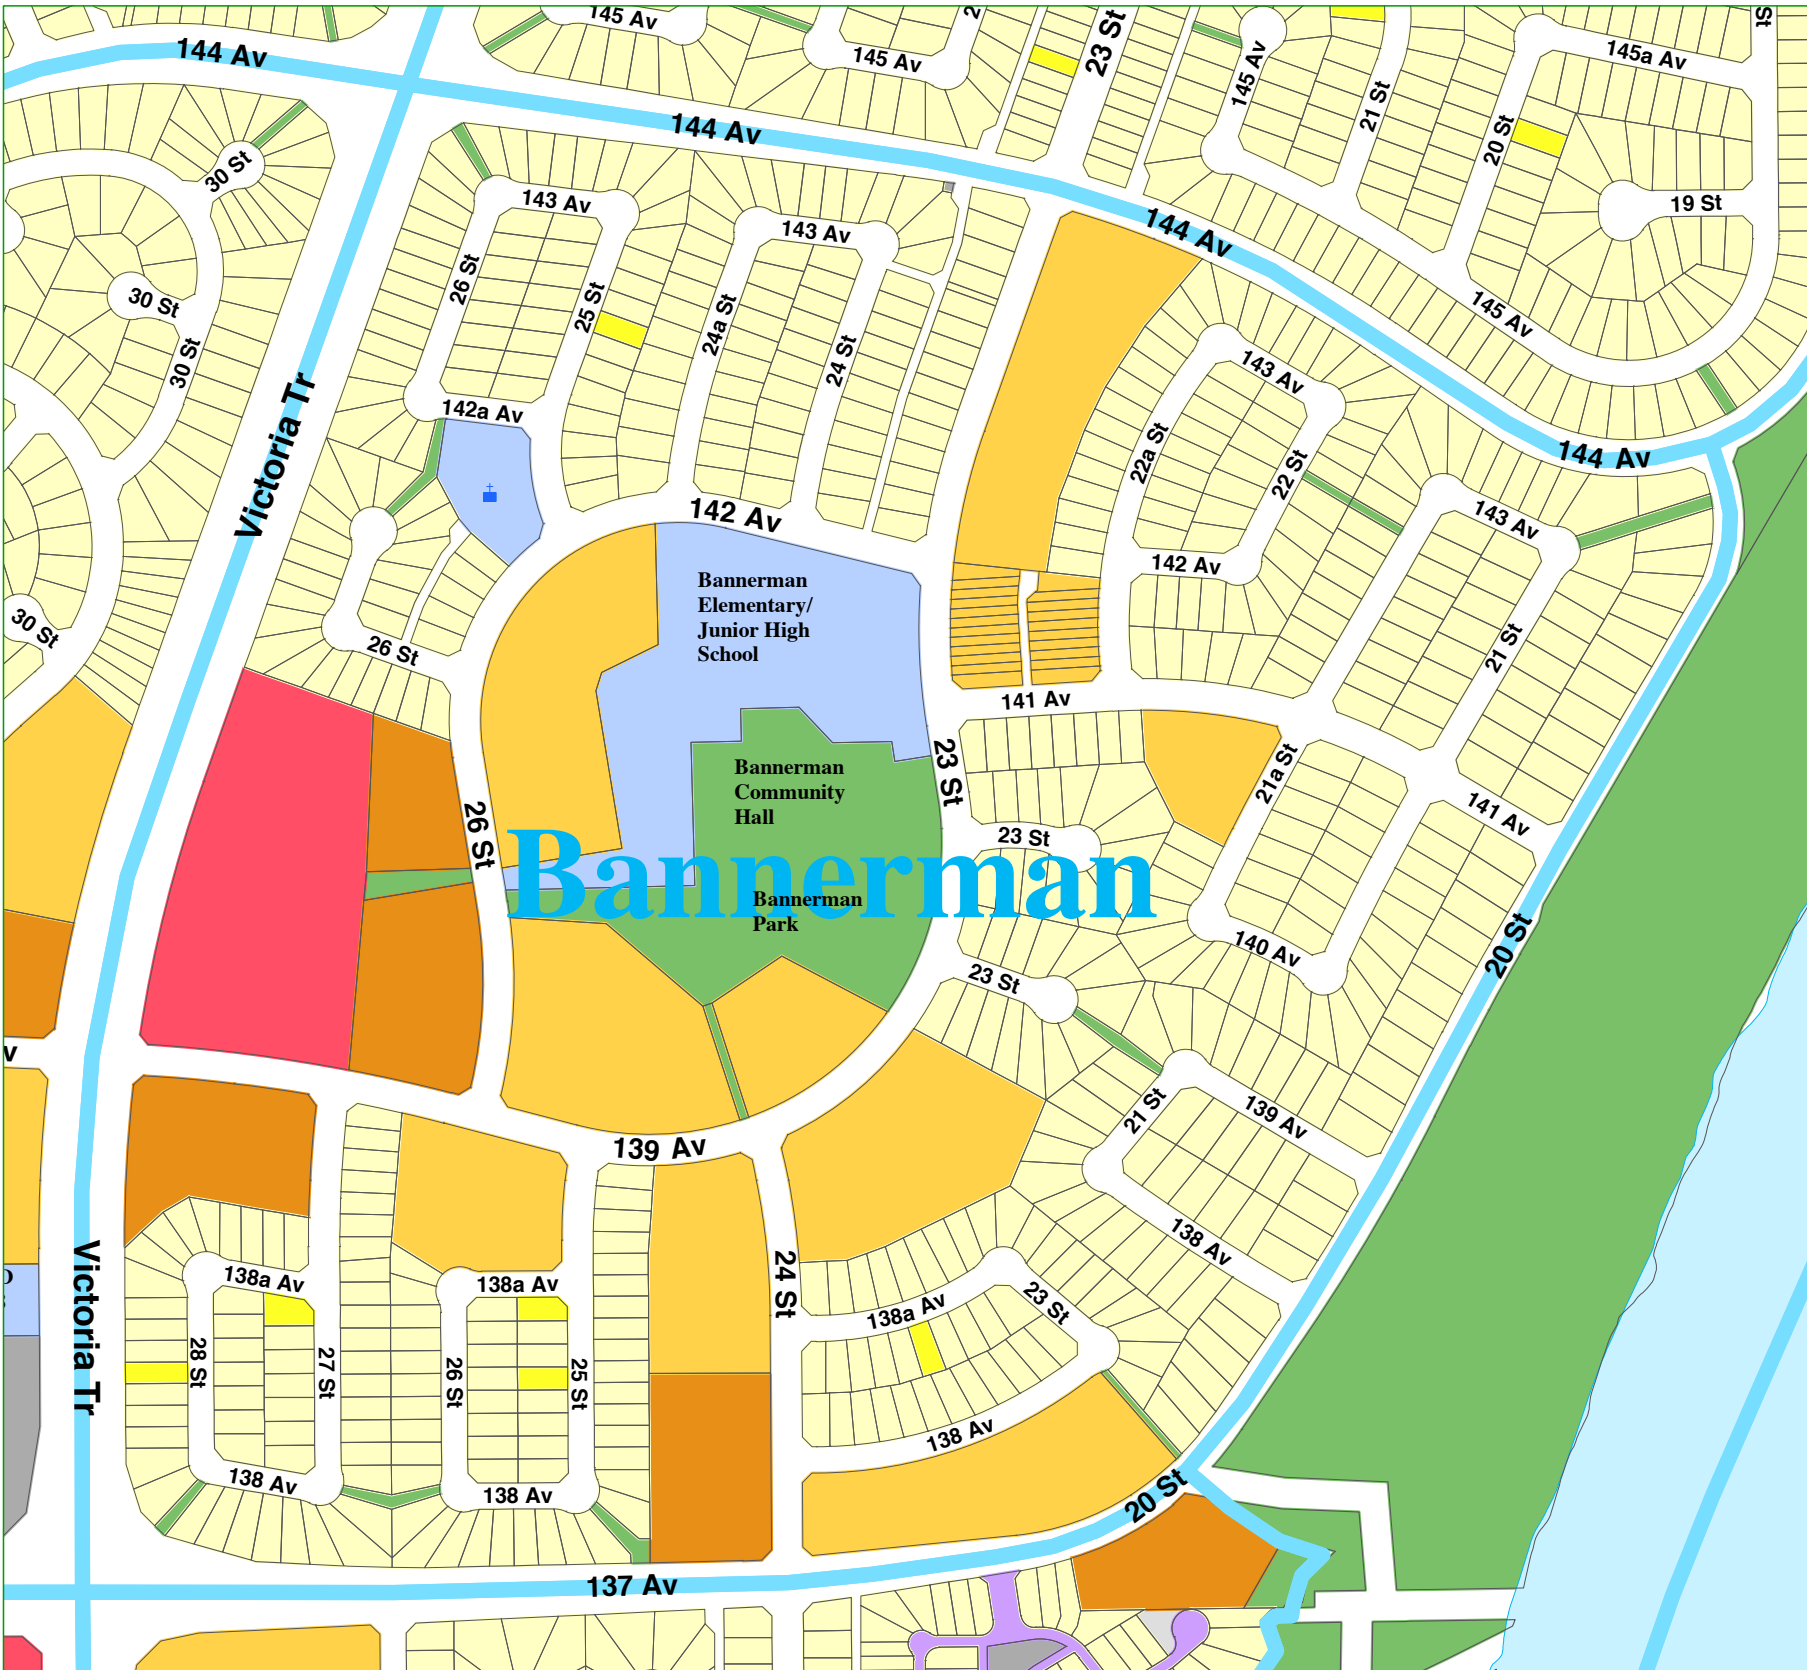 145 Av
2
145 Av
23 St
145 Av
21 St
20 St
145a Av
St
144 Av
144 Av
30 St
143 Av
143 Av
144 Av
19 St
26 St
25 St
24a St
24 St
145 Av
30 St
30 St
143 Av
142a Av
22a St
22 St
144 Av
Victoria Tr
142 Av
143 Av
142 Av
Bannerman
Elementary/
Junior High
School
30 St
26 St
21 St
141 Av
Bannerman
Community
Hall
23 St
21a St
141 Av
26 St
23 St
Bannerman
Bannerman
Park
140 Av
20 St
23 St
v
21 St
139 Av
139 Av
138 Av
Victoria Tr
138a Av
138a Av
24 St
138a Av
23 St
28 St
27 St
26 St
25 St
138 Av
138 Av
138 Av
20 St
137 Av